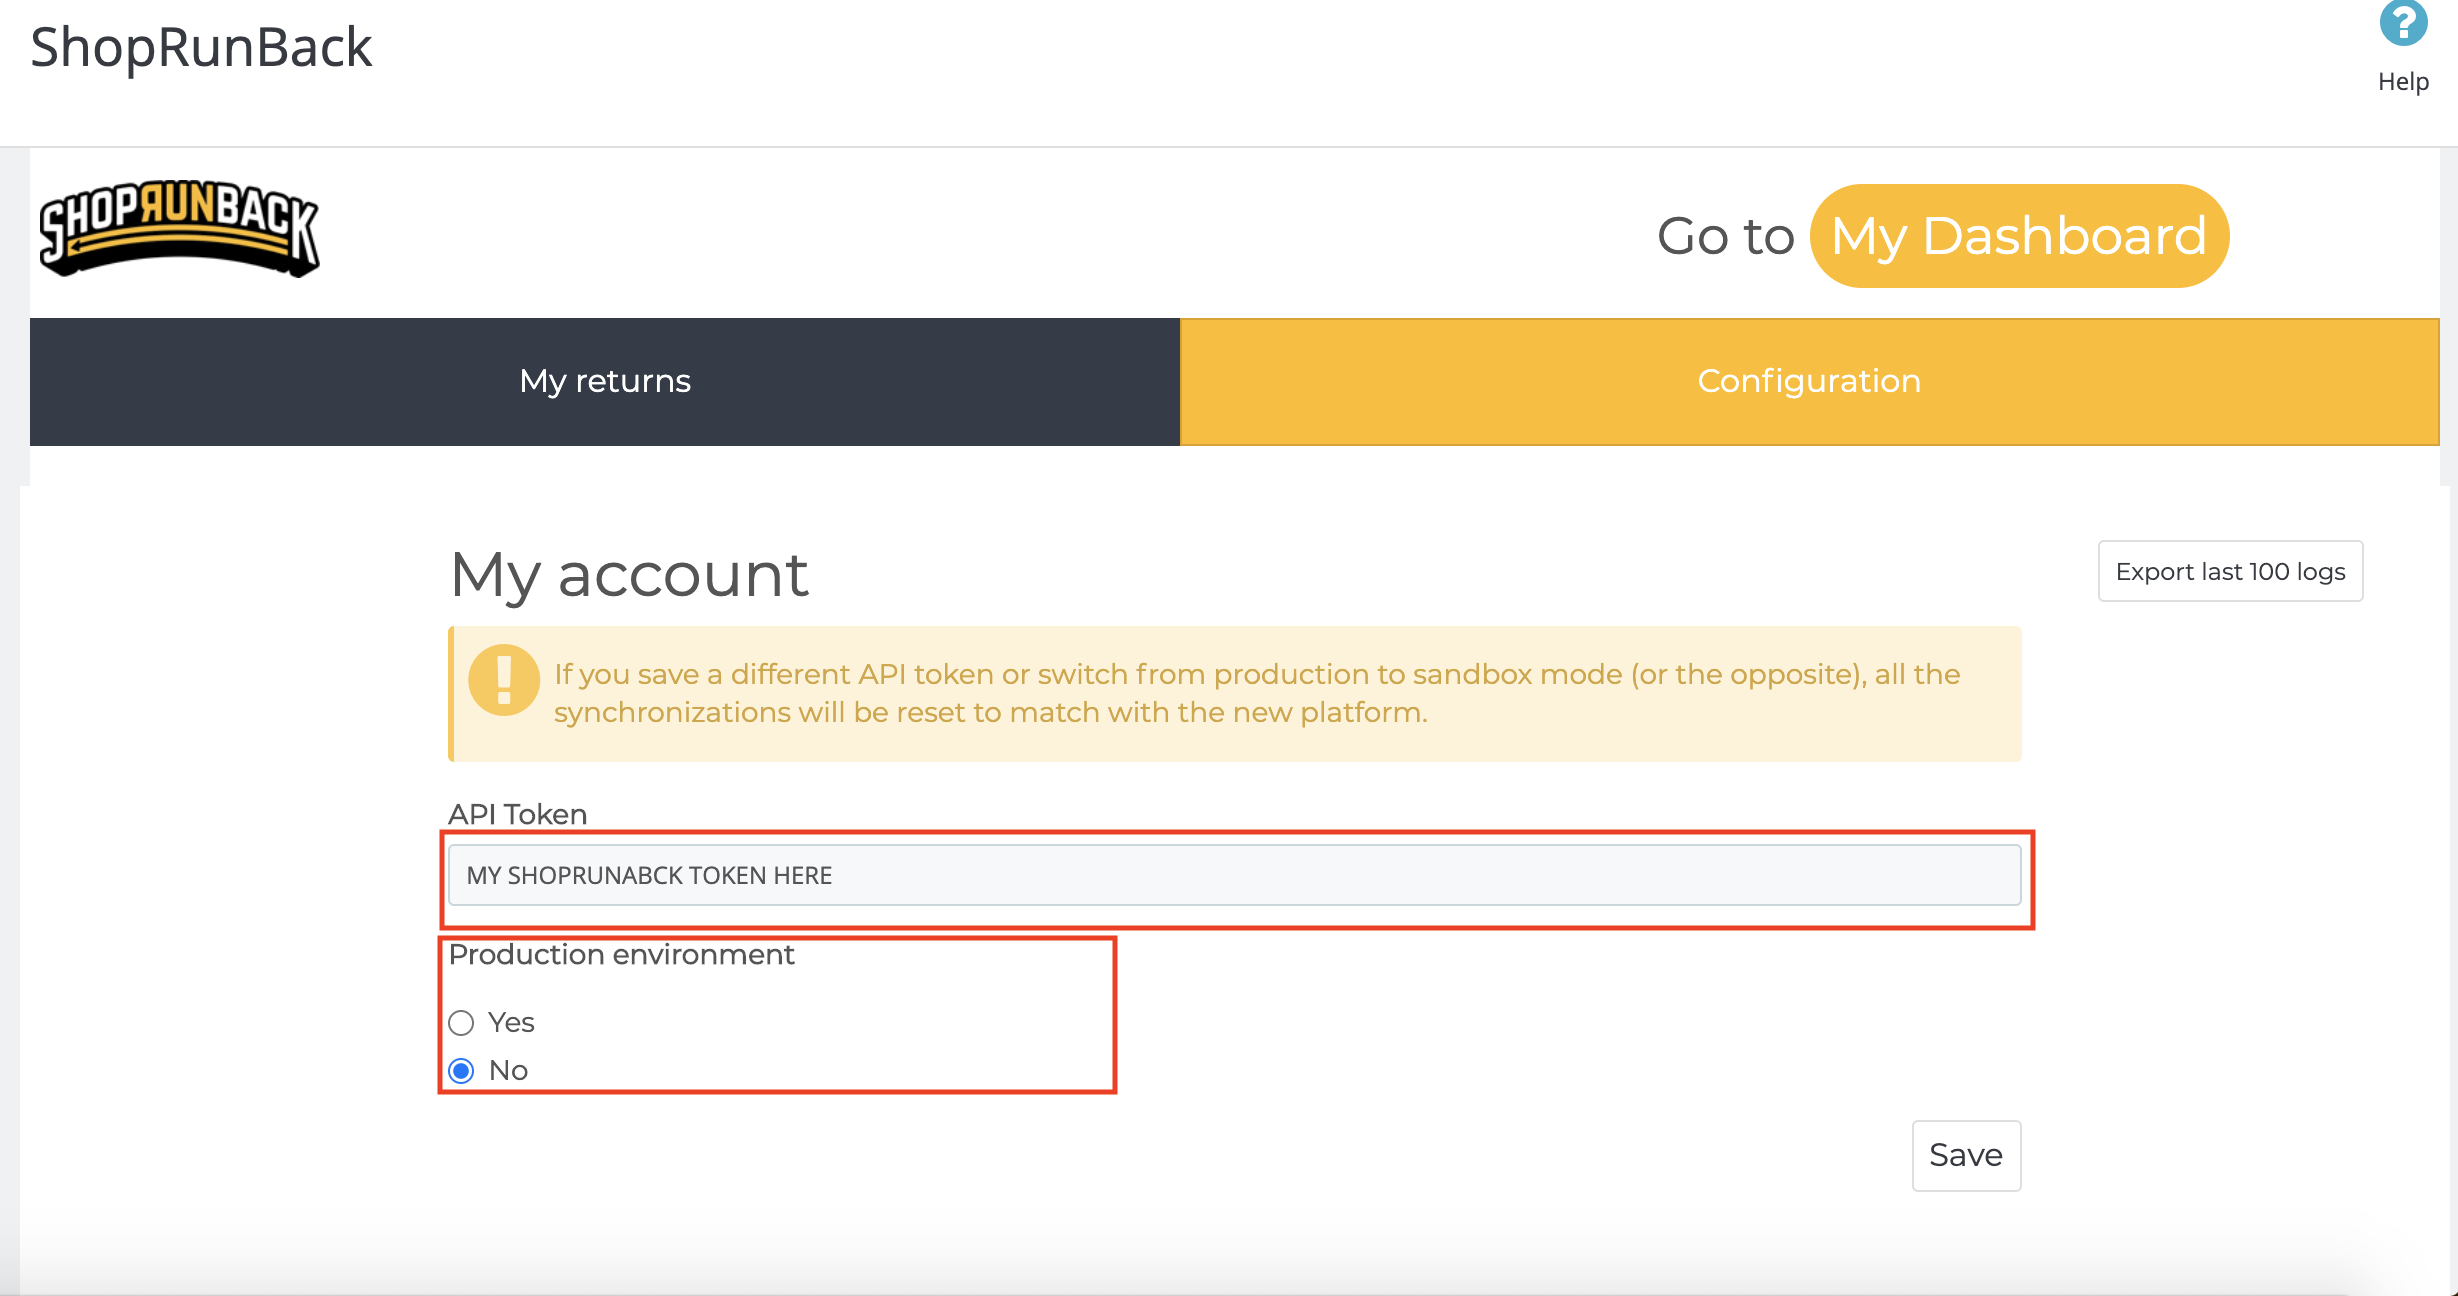 ShopRunBack
?
Help
SHOPRUNBACK
Go to My Dashboard
My returns
Configuration
My account
Export last 100 logs
! If you save a different API token or switch from production to sandbox mode (or the opposite), all the
synchronizations will be reset to match with the new platform.
API Token
MY SHOPRUNABCK TOKEN HERE
Production environment
Yes
No
Save